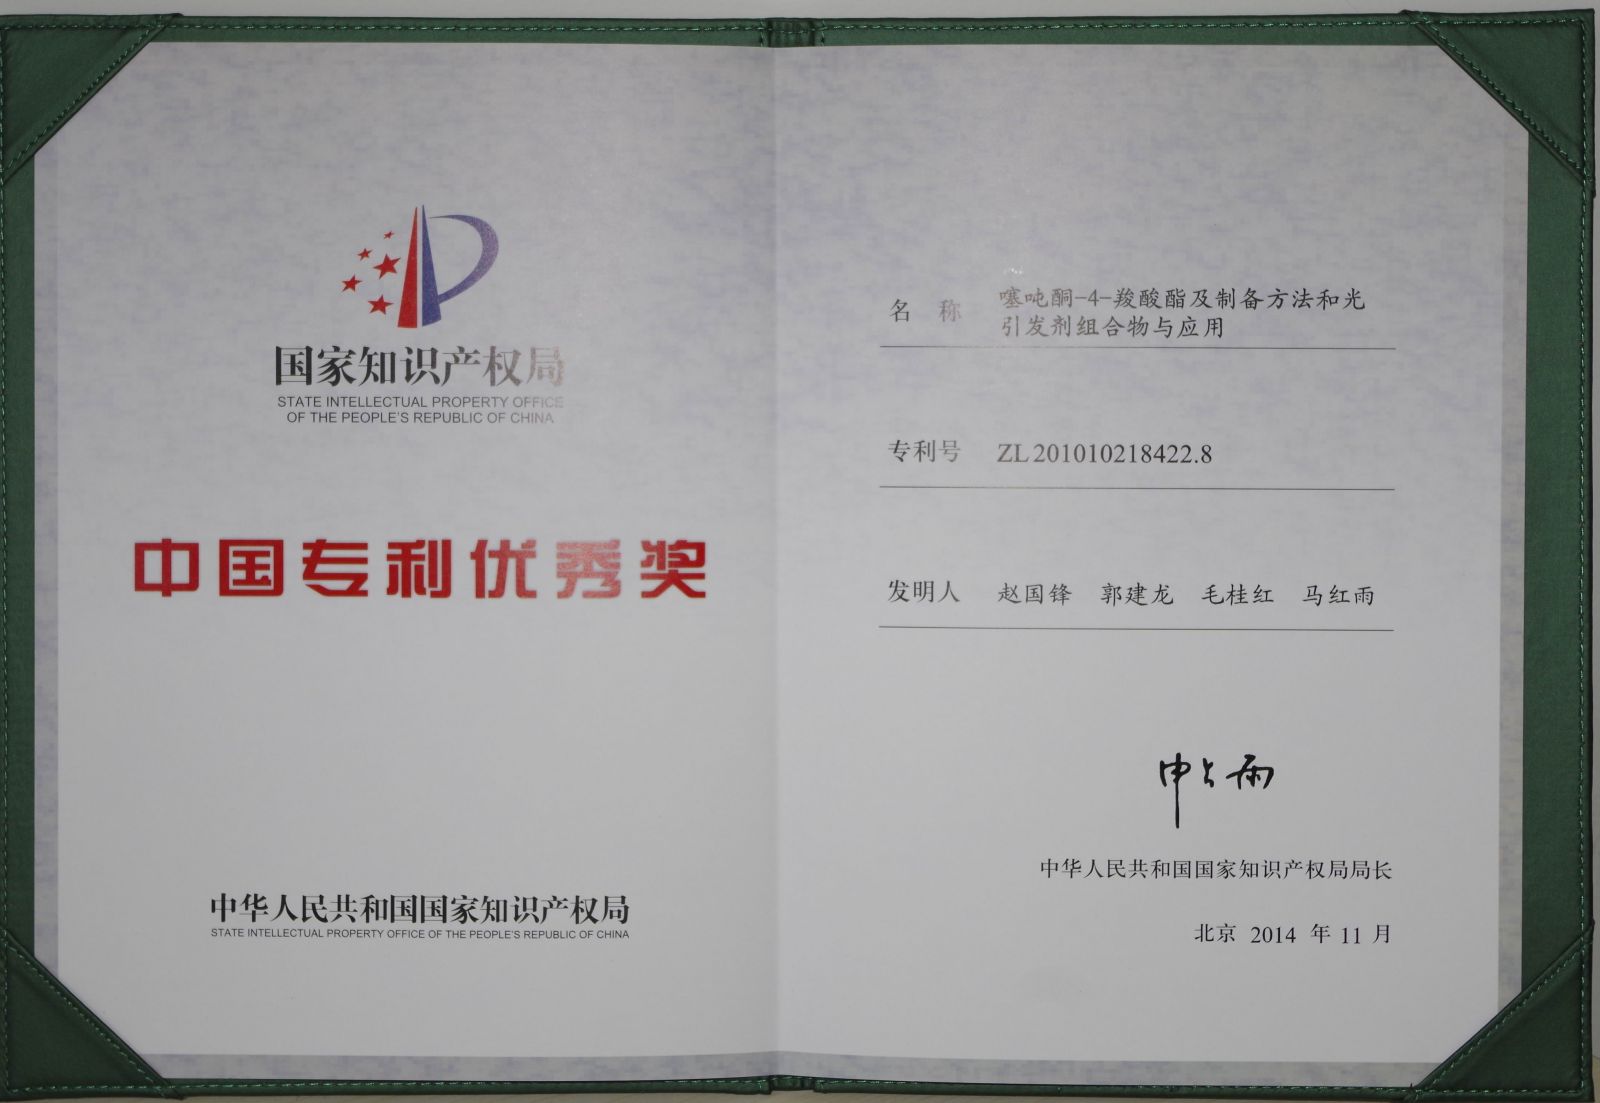 国家知识产权局
STATE INTELLECTUAL PROPERTY OFFICE
OF THE PEOPLE'S REPUBLIC OF CHINA
中国专利优秀奖
中华人民共和国国家知识产权局
STATE INTELLECTUAL PROPERTY OFFICE OF THE PEOPLE'S REPUBLIC OF CHINA
名 称 噻吨酮-4-羧酸酯及制备方法和光
引发剂组合物与应用
专利号 ZL201010218422.8
发明人 赵国锋 郭建龙 毛桂红 马红雨
申长雨
中华人民共和国国家知识产权局局长
北京 2014 年 11 月